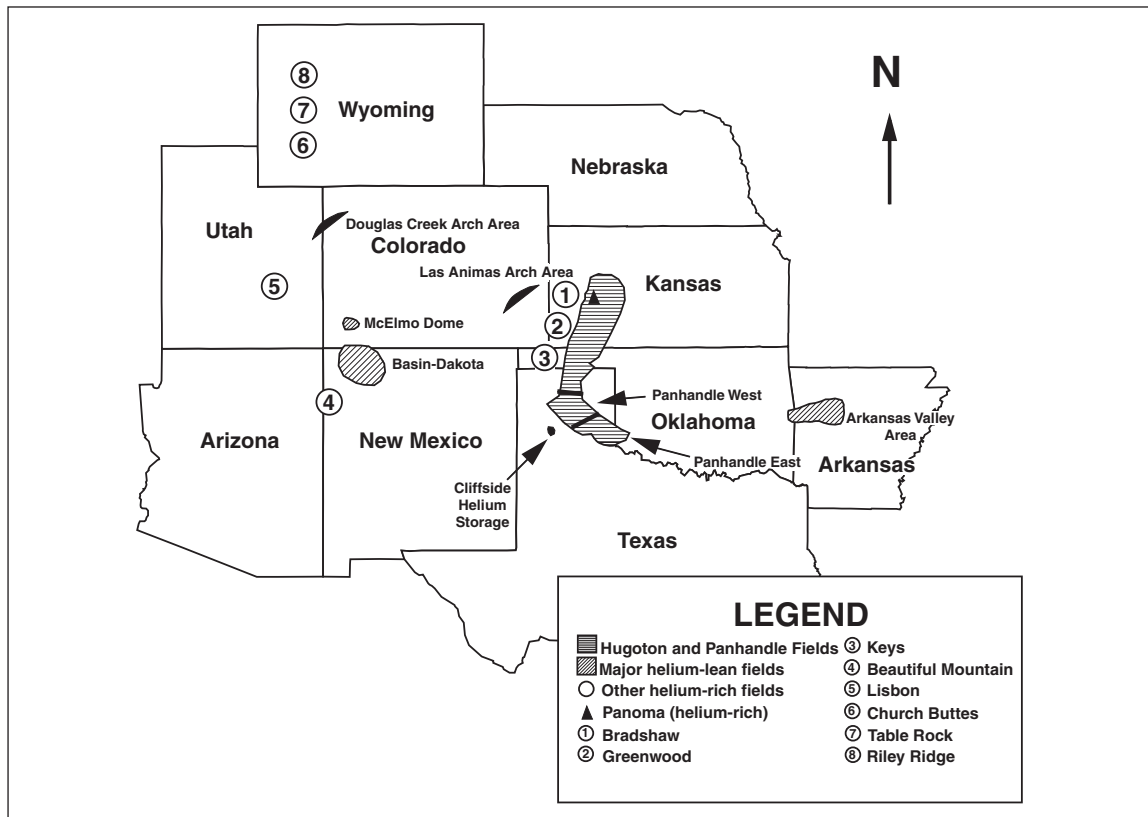 N
8
7
Wyoming
6
Nebraska
Utah
Douglas Creek Arch Area
Colorado
Las Animas Arch Area
5
1
Kansas
2
McElmo Dome
3
Basin-Dakota
4
Panhandle West
Arizona
New Mexico
Oklahoma
Arkansas Valley
Area
Panhandle East
Arkansas
Cliffside
Helium
Storage
Texas
LEGEND
Hugoton and Panhandle Fields
Major helium-lean fields
Other helium-rich fields
Panoma (helium-rich)
1 Bradshaw
2 Greenwood
3 Keys
4 Beautiful Mountain
5 Lisbon
6 Church Buttes
7 Table Rock
8 Riley Ridge